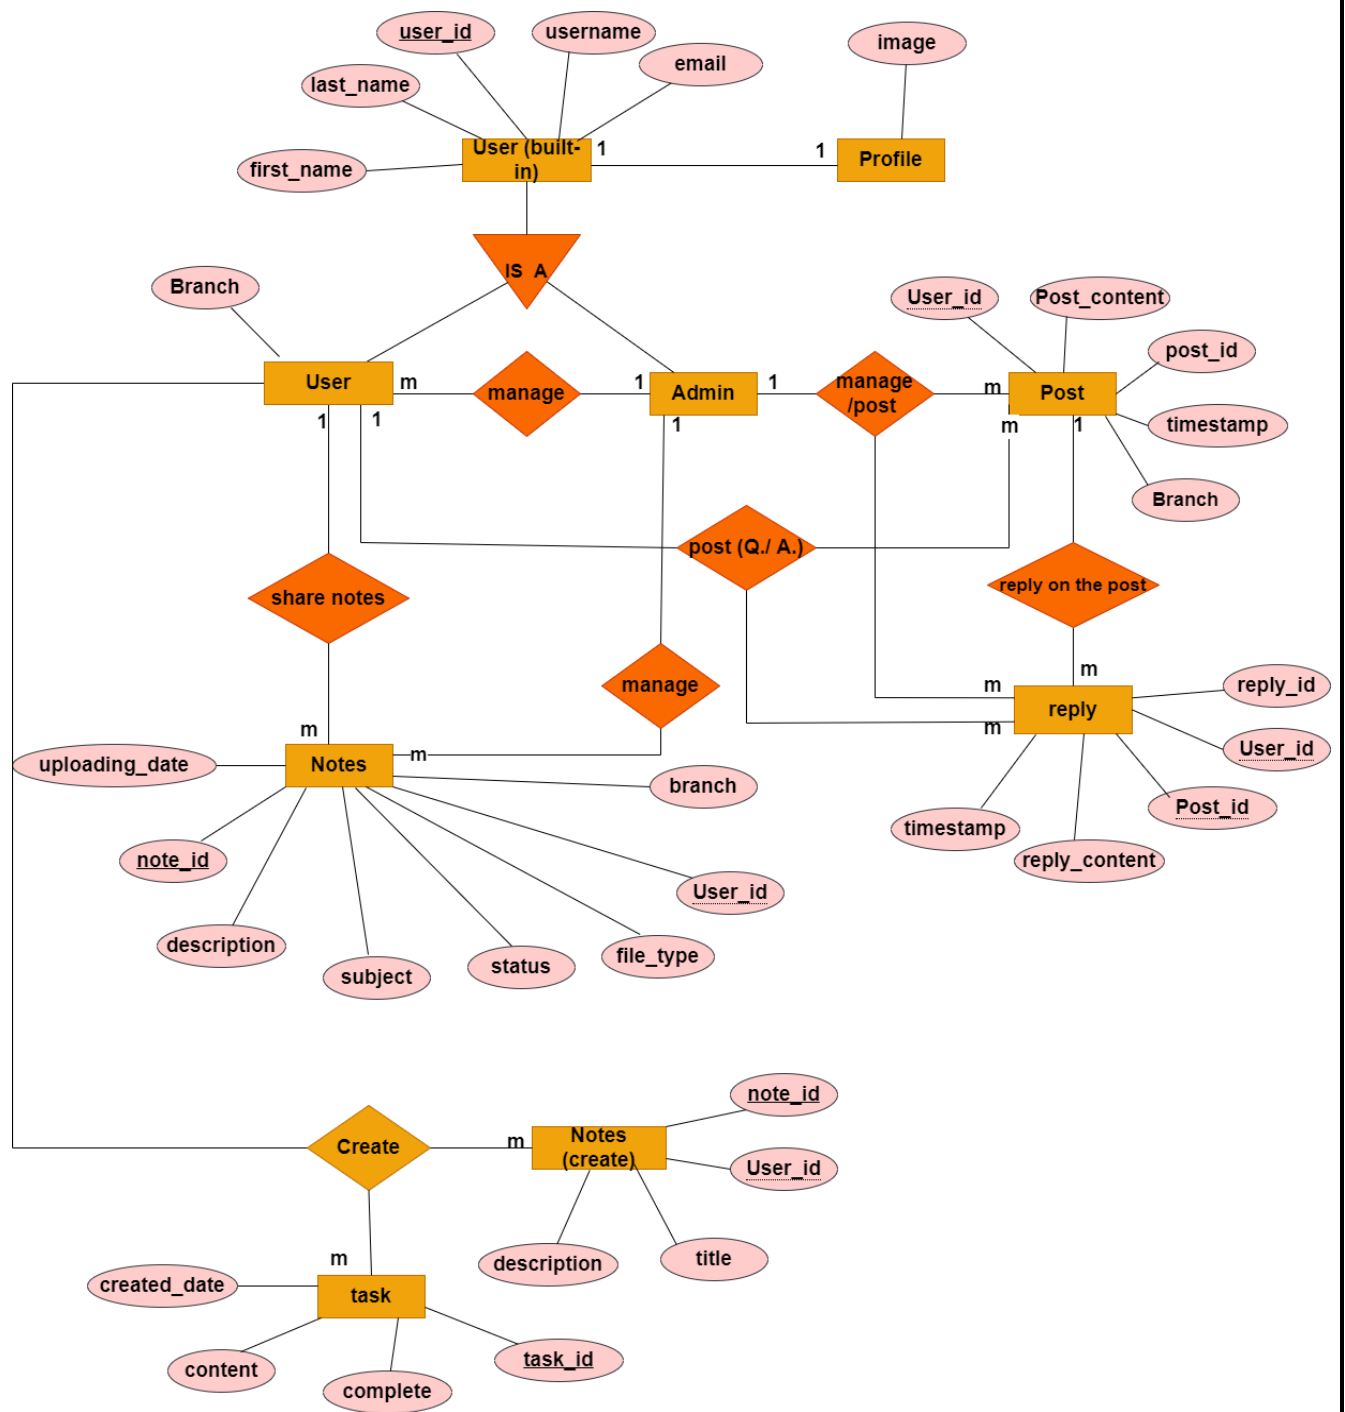 user_id
username
image
email
last_name
User (built-
in)
1
1
Profile
first_name
IS A
Branch
User_id
Post_content
post_id
User
m
manage
1
Admin
1
manage
/post
m
Post
1
1
1
m
1
timestamp
Branch
post (Q./ A.)
share notes
reply on the post
manage
m
m
reply
reply_id
m
m
User_id
uploading_date
Notes
m
branch
Post_id
timestamp
note_id
reply_content
User_id
description
subject
status
file_type
note_id
Create
m
Notes
(create)
User_id
m
description
title
created_date
task
content
complete
task_id